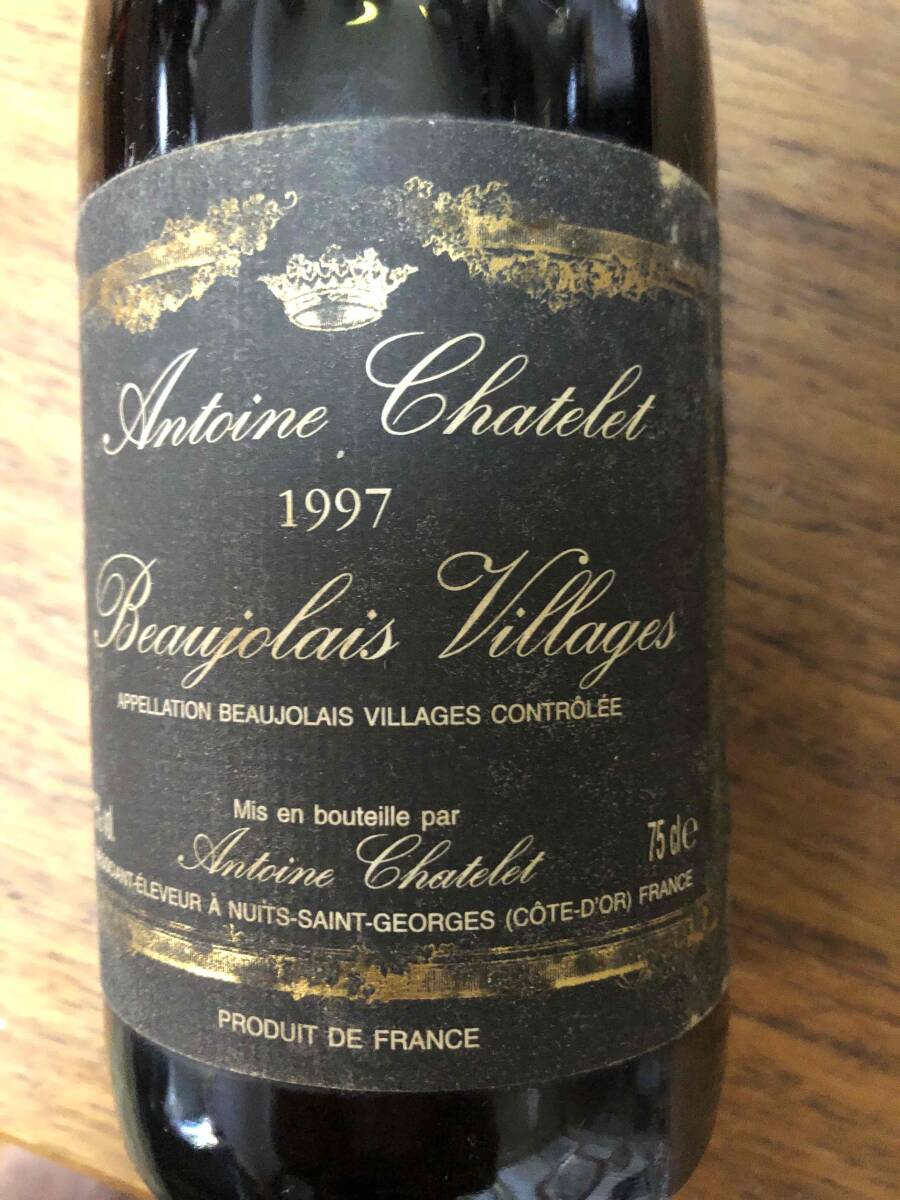 Antoine Chatelet
1997
Beaujolais Villages
APPELLATION BEAUJOLAIS VILLAGES CONTRÔLÉE
Mis en bouteille par
75 cle
Antoine Chatelet
ÉLEVEUR À NUITS-SAINT-GEORGES (CÔTE-D'OR) FRANCE
PRODUIT DE FRANCE